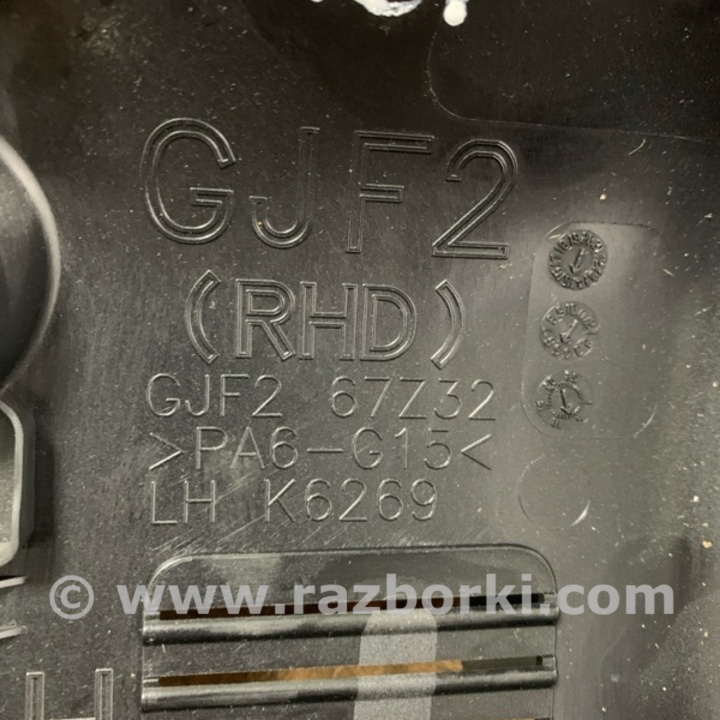 GJF2
(RHD)
GJF2 67Z32
>PA6-G15<
LH K6269
© www.razborki.com